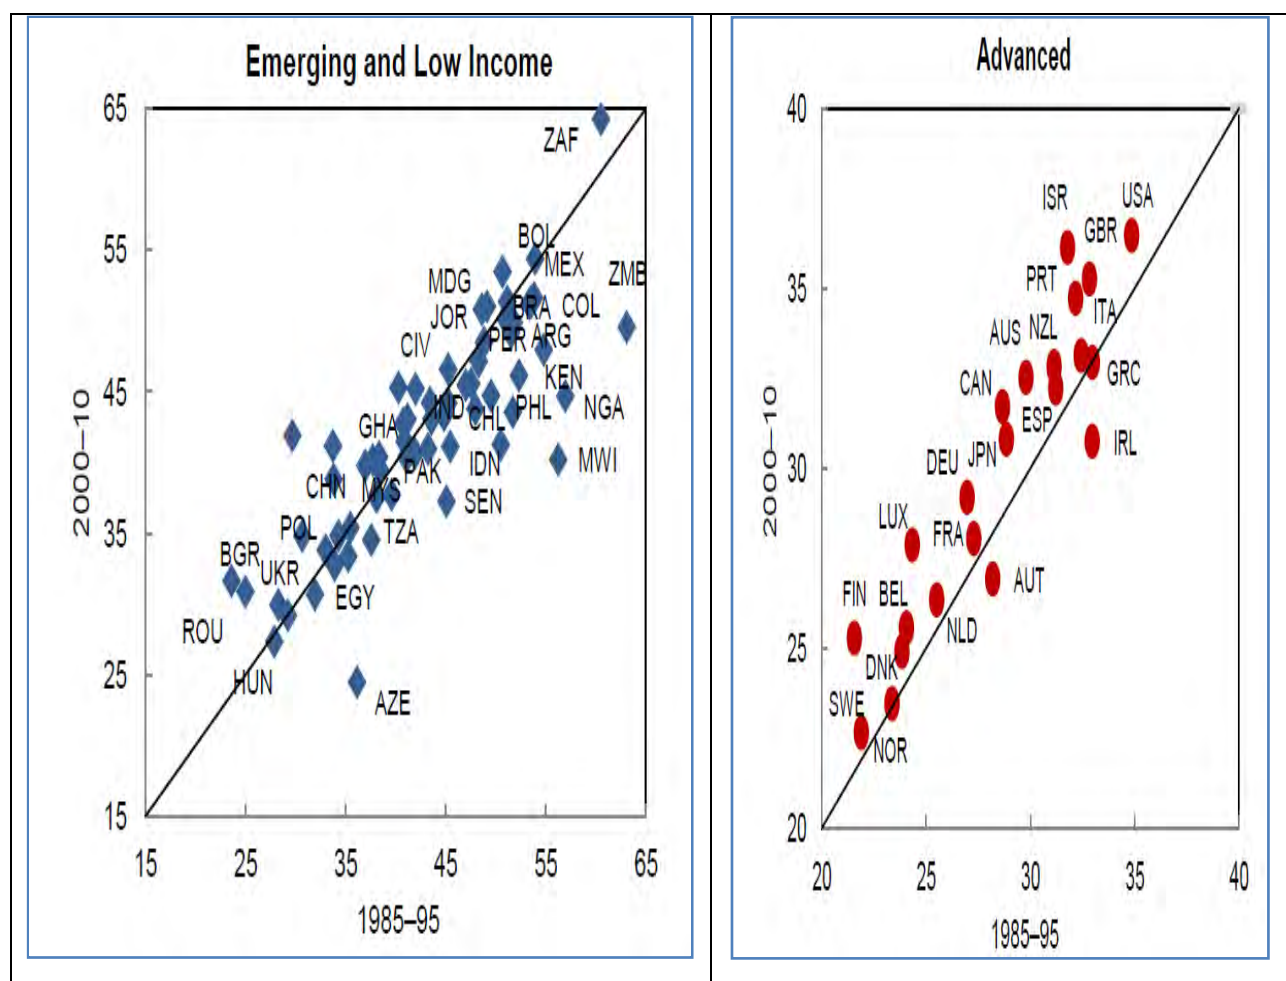 Emerging and Low Income
65
ZAF
55
BOL
MEX
ZMB
MDG
BRA
COL
JOR
PER
ARG
CIV
45
KEN
NGA
IND
CHL
PHL
GHA
PAK
IDN
MWI
CHN
MYS
SEN
35
POL
TZA
BGR
UKR
EGY
ROU
25
HUN
AZE
15
2000–10
15
25
35
45
55
65
1985–95
Advanced
40
ISR
USA
GBR
35
PRT
ITA
AUS
NZL
CAN
GRC
ESP
30
DEU
JPN
IRL
LUX
FRA
AUT
FIN
BEL
NLD
25
DNK
SWE
NOR
20
2000–10
20
25
30
35
40
1985–95